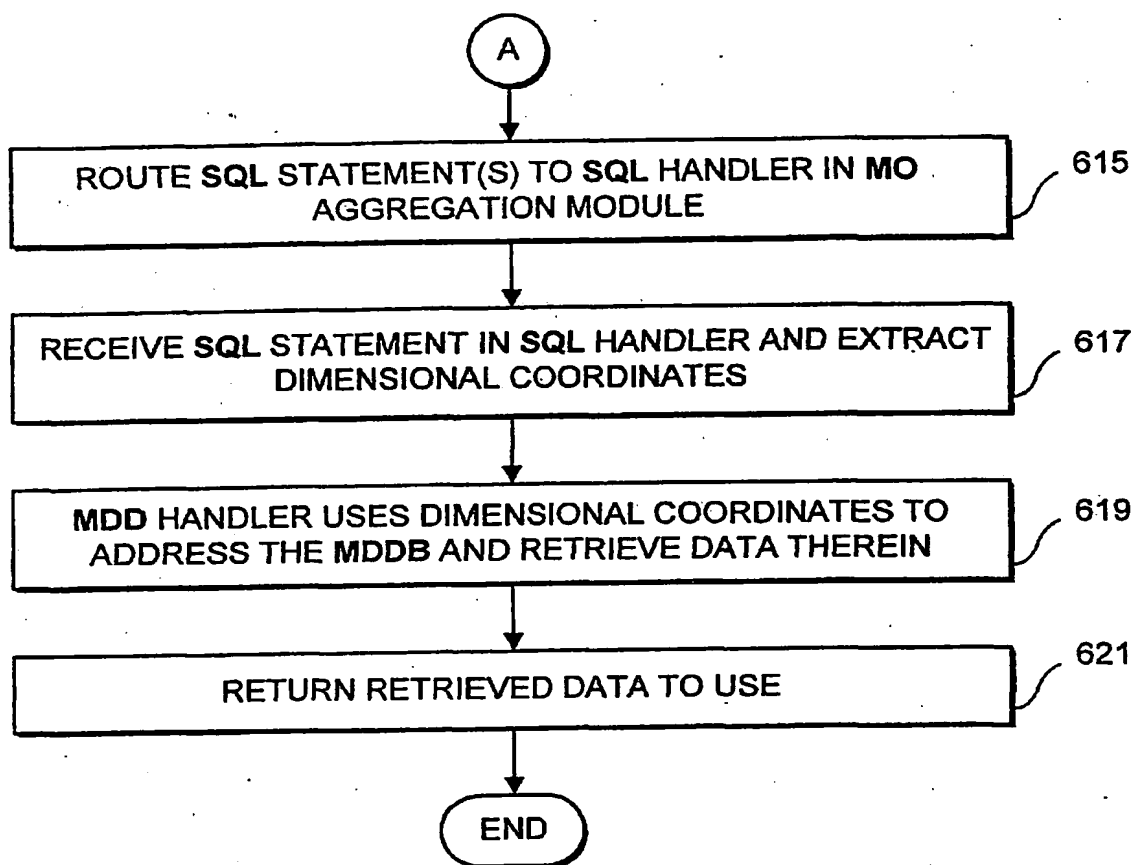 A
ROUTE SQL STATEMENT(S) TO SQL HANDLER IN MO
AGGREGATION MODULE
615
RECEIVE SQL STATEMENT IN SQL HANDLER AND EXTRACT
DIMENSIONAL COORDINATES
617
MDD HANDLER USES DIMENSIONAL COORDINATES TO
ADDRESS THE MDDB AND RETRIEVE DATA THEREIN
619
RETURN RETRIEVED DATA TO USE
621
END